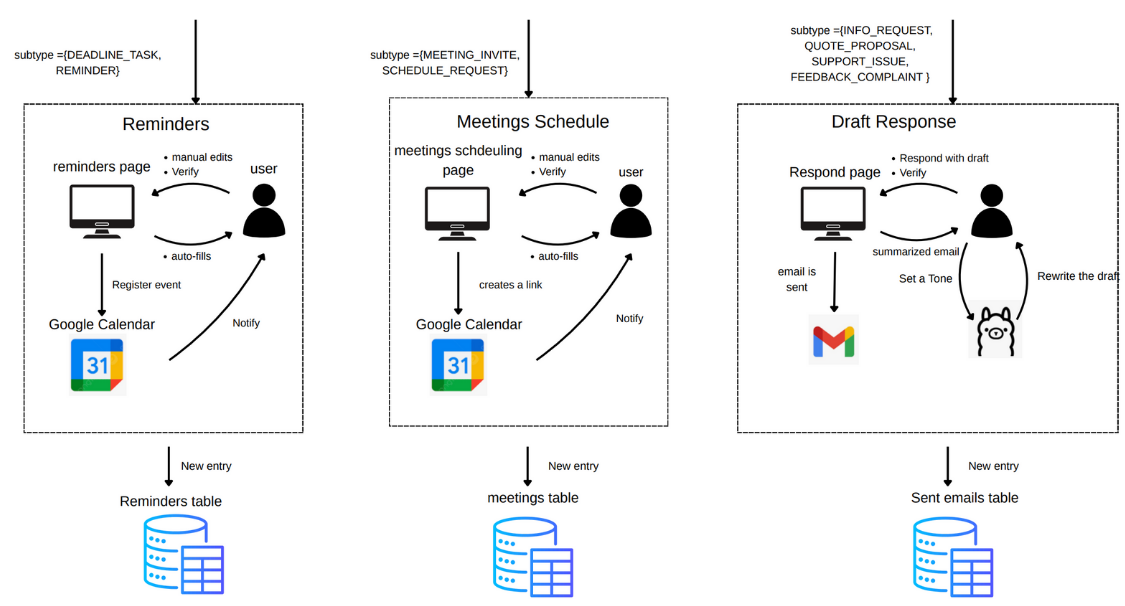 subtype ={DEADLINE_TASK,
REMINDER}
Reminders
reminders page
• manual edits
• Verify
user
• auto-fills
Register event
Google Calendar
31
Notify
New entry
Reminders table
subtype ={MEETING_INVITE,
SCHEDULE_REQUEST}
Meetings Schedule
meetings schdeuling
page
• manual edits
• Verify
user
• auto-fills
creates a link
Google Calendar
31
Notify
New entry
meetings table
subtype ={INFO_REQUEST,
QUOTE_PROPOSAL,
SUPPORT_ISSUE,
FEEDBACK_COMPLAINT }
Draft Response
Respond page
• Respond with draft
• Verify
summarized email
email is
sent
Set a Tone
Rewrite the draft
New entry
Sent emails table